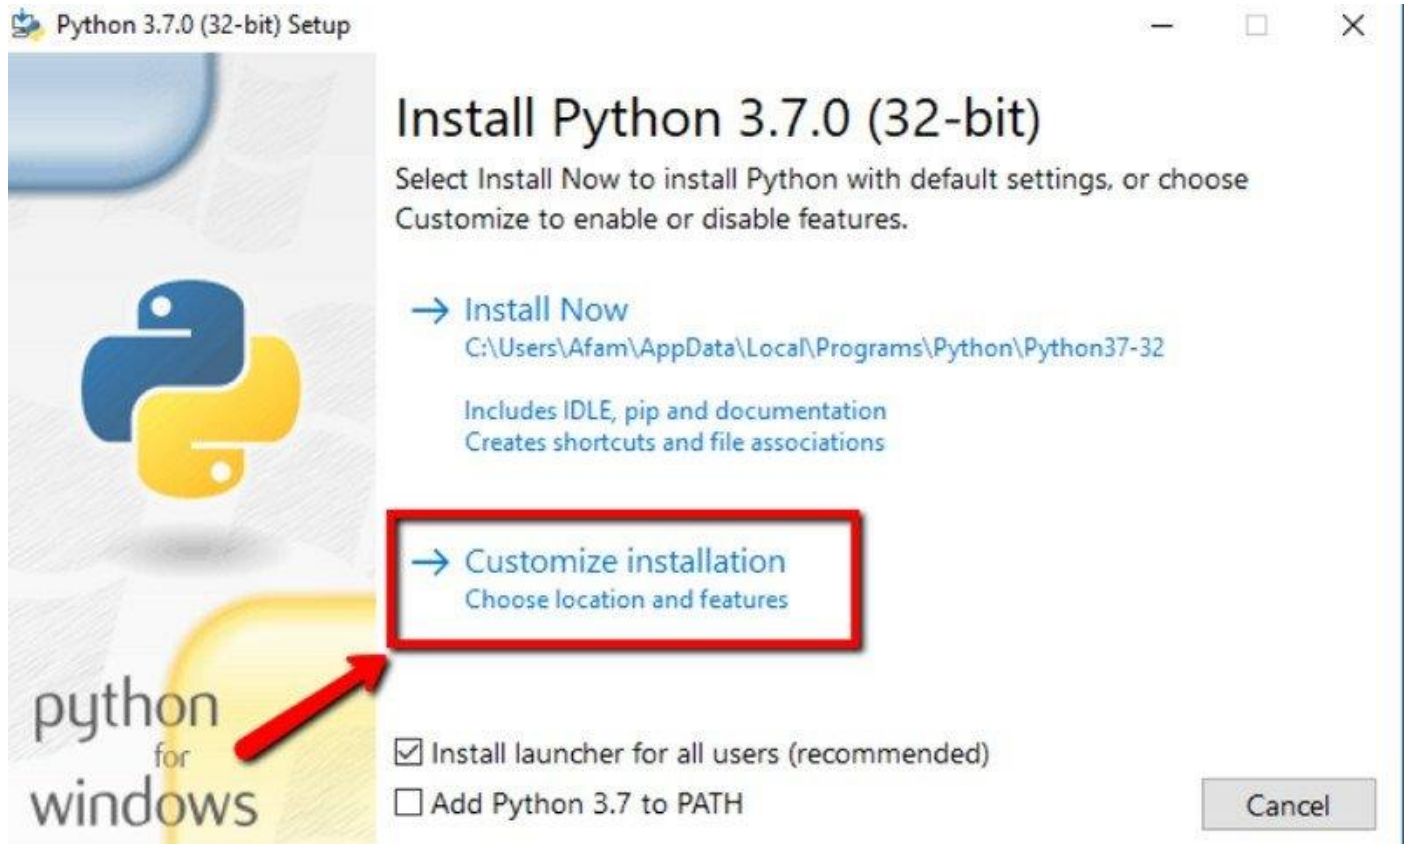 Python 3.7.0 (32-bit) Setup
Install Python 3.7.0 (32-bit)
Select Install Now to install Python with default settings, or choose
Customize to enable or disable features.
Install Now
C:\Users\Afam\AppData\Local\Programs\Python\Python37-32
Includes IDLE, pip and documentation
Creates shortcuts and file associations
Customize installation
Choose location and features
python
for
windows
Install launcher for all users (recommended)
Add Python 3.7 to PATH
Cancel